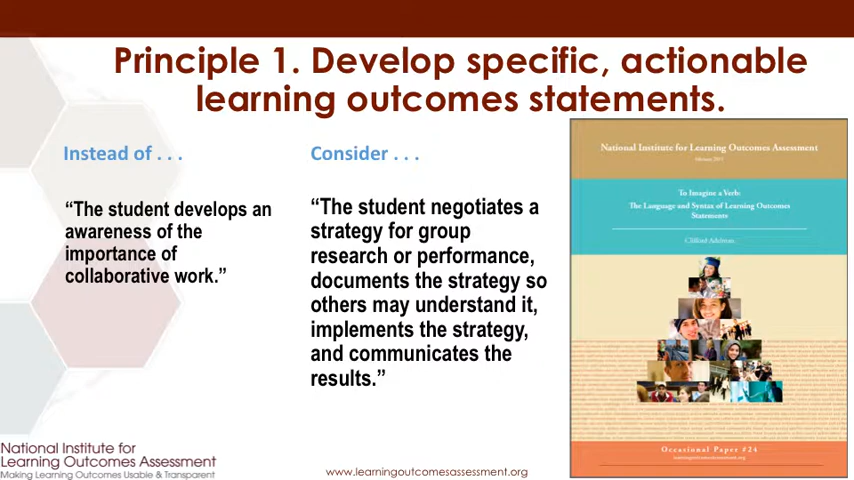 Principle 1. Develop specific, actionable
learning outcomes statements.
Instead of . . .
“The student develops an
awareness of the
importance of
collaborative work.”
Consider . . .
“The student negotiates a
strategy for group
research or performance,
documents the strategy so
others may understand it,
implements the strategy,
and communicates the
results.”
National Institute for Learning Outcomes Assessment
To Imagine a Verb:
The Language and Syntax of Learning Outcomes
Statements
Clifford Adelman
Occasional Paper #24
learningoutcomesassessment.org
National Institute for
Learning Outcomes Assessment
Making Learning Outcomes Usable & Transparent
www.learningoutcomesassessment.org